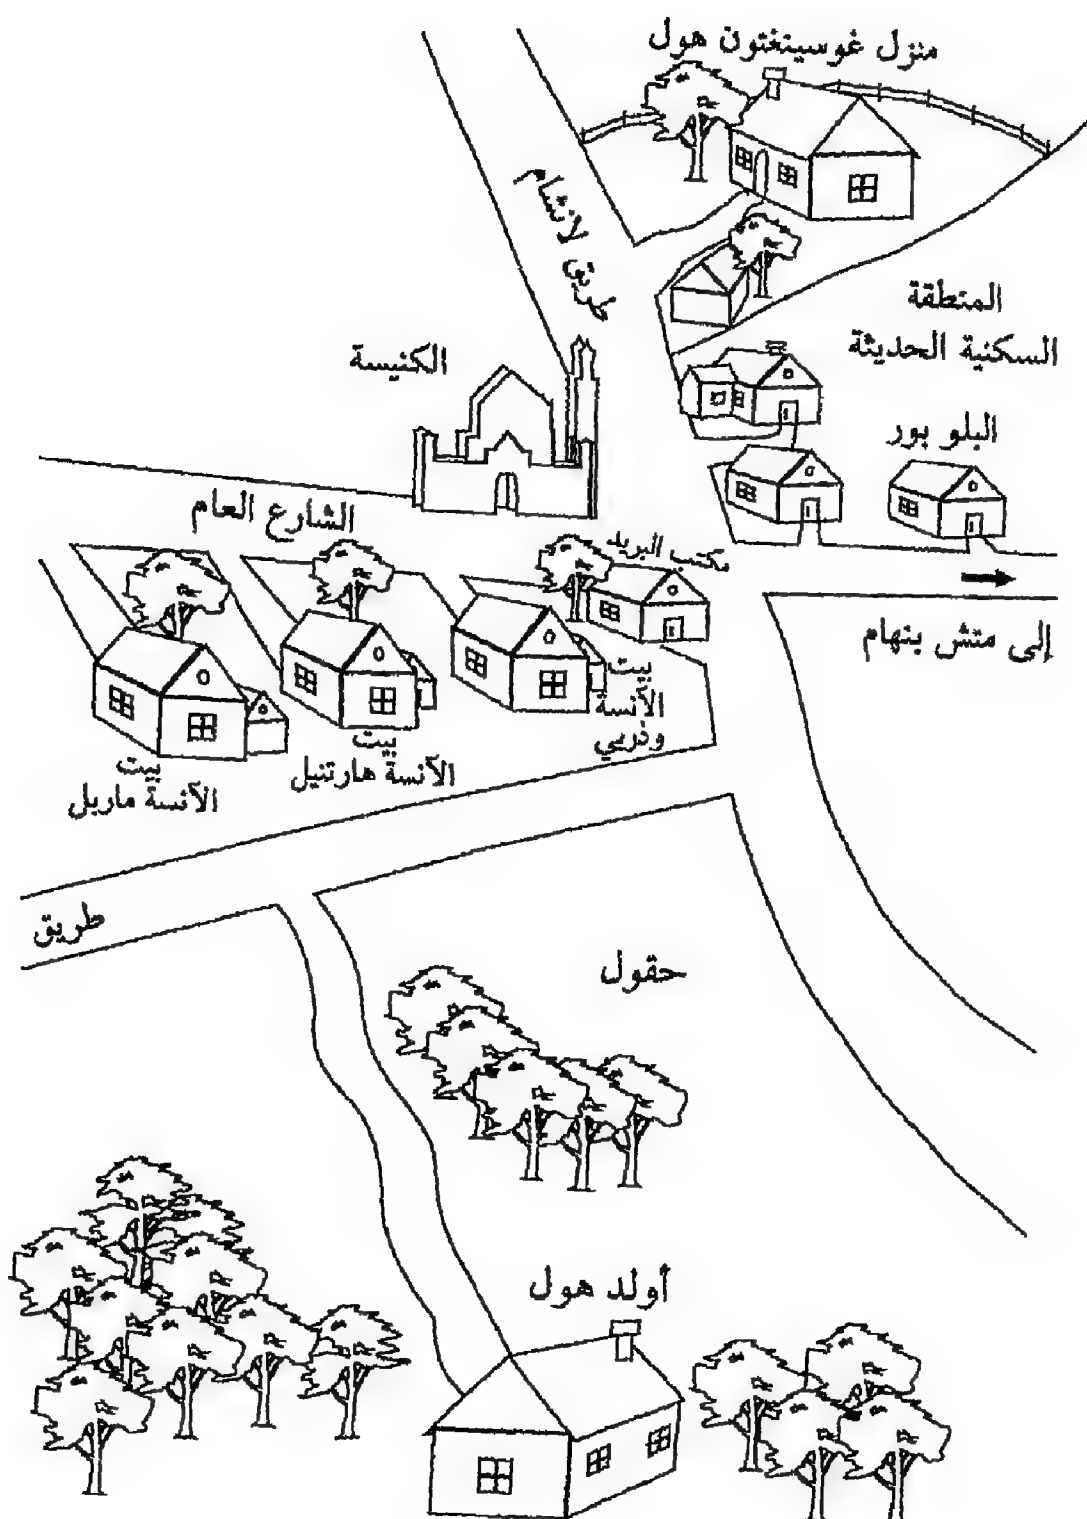 منزل غوسينغتون هول
طريق لانشام
المنطقة
السكنية الحديثة
الكنيسة
البلو بور
الشارع العام
مكتب البريد
إلى متش بنهام
بيت
الآنسة
وذربي
بيت
الآنسة هارتنيل
بيت
الآنسة ماربل
طريق
حقول
أولد هول